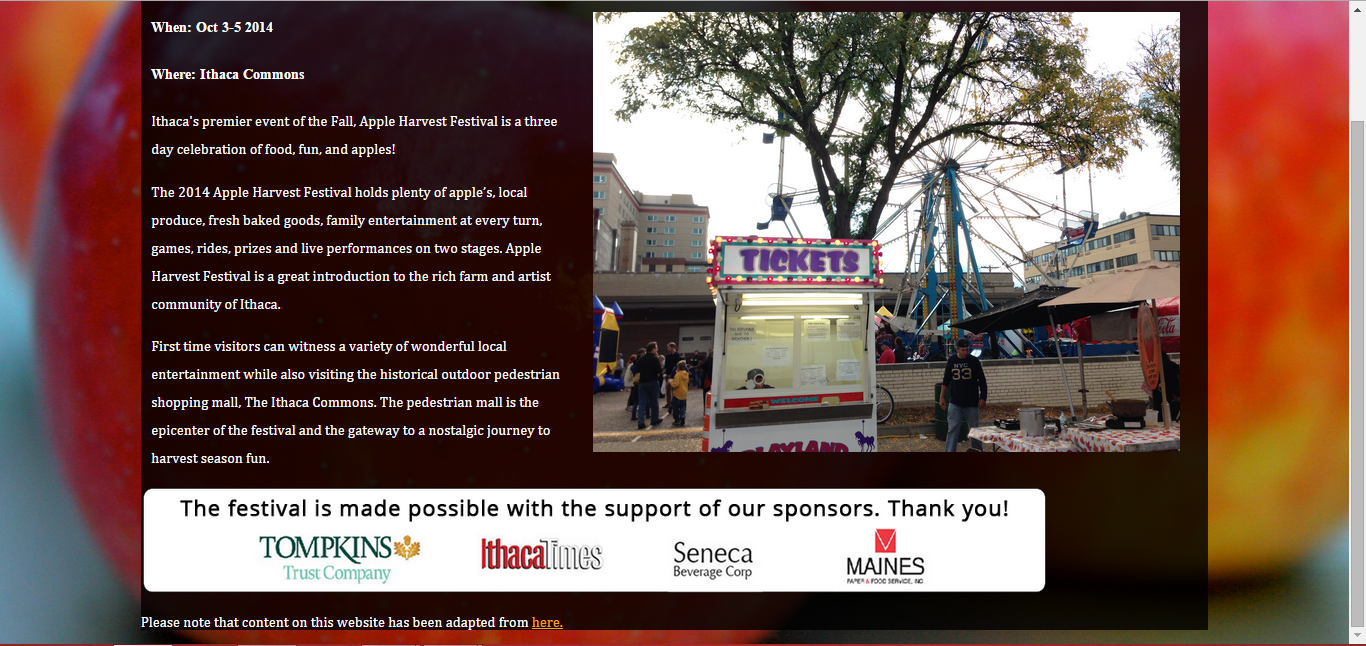 When: Oct 3-5 2014
Where: Ithaca Commons
Ithaca's premier event of the Fall, Apple Harvest Festival is a three
day celebration of food, fun, and apples!
The 2014 Apple Harvest Festival holds plenty of apple's, local
produce, fresh baked goods, family entertainment at every turn,
games, rides, prizes and live performances on two stages. Apple
Harvest Festival is a great introduction to the rich farm and artist
community of Ithaca.
First time visitors can witness a variety of wonderful local
entertainment while also visiting the historical outdoor pedestrian
shopping mall, The Ithaca Commons. The pedestrian mall is the
epicenter of the festival and the gateway to a nostalgic journey to
harvest season fun.
TICKETS
WELCOME
PLAYLAND
NYC
33
The festival is made possible with the support of our sponsors. Thank you!
TOMPKINS
Trust Company
IthacaTimes
Seneca
Beverage Corp
MAINES
PAPER & FOOD SERVICE, INC.
Please note that content on this website has been adapted from here.